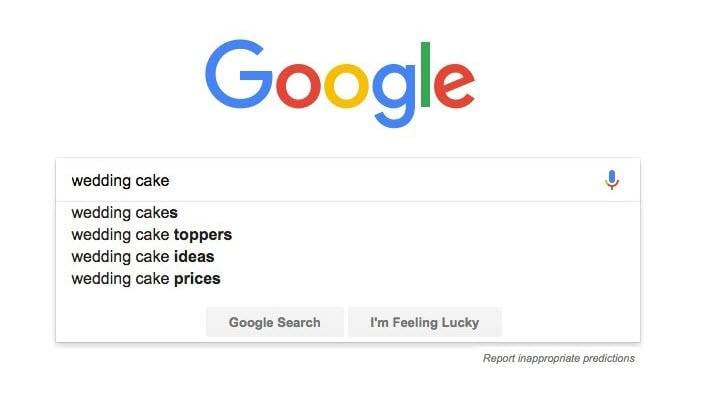 Google
wedding cake
wedding cakes
wedding cake toppers
wedding cake ideas
wedding cake prices
Google Search I'm Feeling Lucky
Report inappropriate predictions